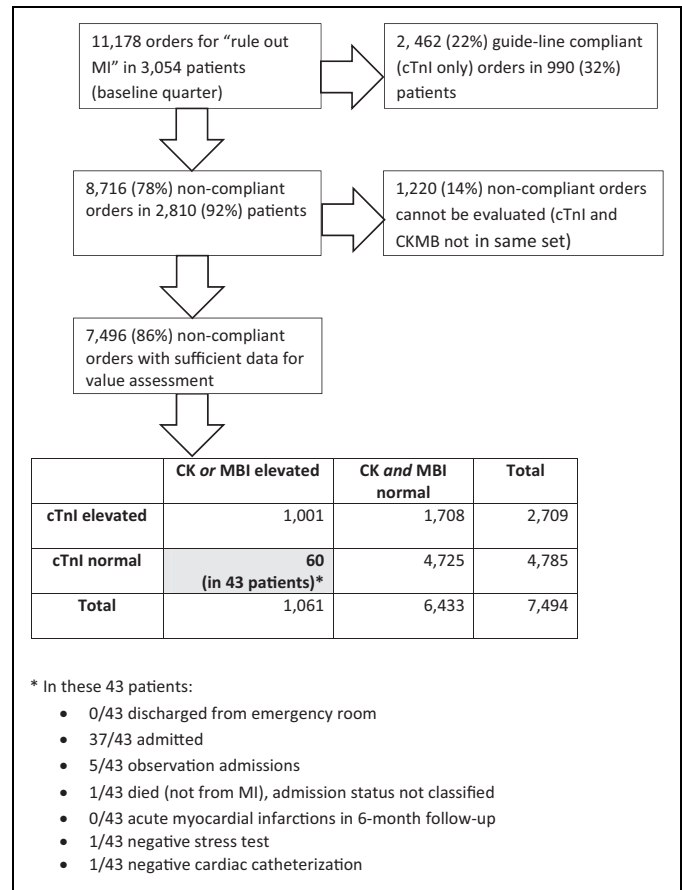 11,178 orders for “rule out
MI” in 3,054 patients
(baseline quarter)
2, 462 (22%) guide-line compliant
(cTnI only) orders in 990 (32%)
patients
8,716 (78%) non-compliant
orders in 2,810 (92%) patients
1,220 (14%) non-compliant orders
cannot be evaluated (cTnI and
CKMB not in same set)
7,496 (86%) non-compliant
orders with sufficient data for
value assessment
CK or MBI elevated
CK and MBI
normal
Total
cTnI elevated 1,001 1,708 2,709
cTnI normal 60 4,725 4,785
(in 43 patients)*
Total 1,061 6,433 7,494
* In these 43 patients:
• 0/43 discharged from emergency room
• 37/43 admitted
• 5/43 observation admissions
• 1/43 died (not from MI), admission status not classified
• 0/43 acute myocardial infarctions in 6-month follow-up
• 1/43 negative stress test
• 1/43 negative cardiac catheterization